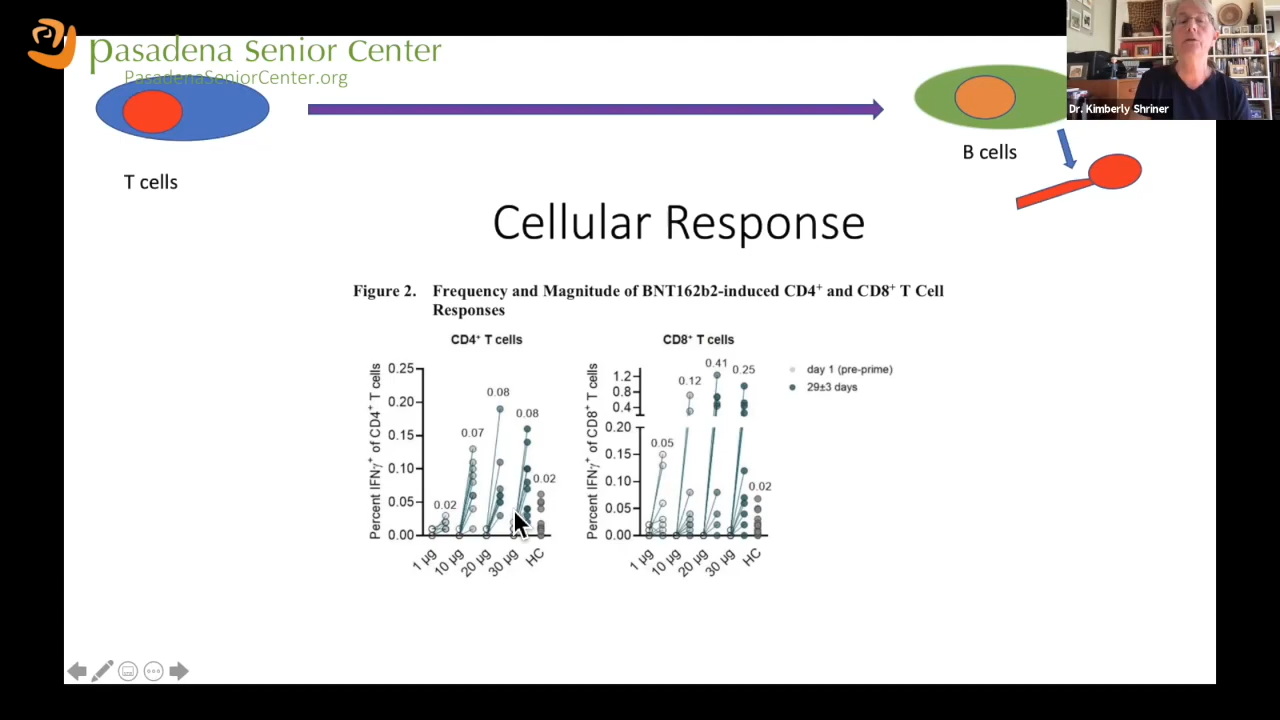 pasadena senior center
PasadenaSeniorCenter.org
Dr. Kimberly Shriner
T cells
B cells
Cellular Response
Figure 2. Frequency and Magnitude of BNT162b2-induced CD4⁺ and CD8⁺ T Cell
Responses
CD4⁺ T cells
Percent IFNγ⁺ of CD4⁺ T cells
0.25
0.20
0.15
0.10
0.05
0.00
0.02
0.07
0.08
0.08
0.02
1 µg
10 µg
20 µg
30 µg
HC
CD8⁺ T cells
Percent IFNγ⁺ of CD8⁺ T cells
1.2
0.8
0.4
0.20
0.15
0.10
0.05
0.00
0.05
0.12
0.41
0.25
0.02
1 µg
10 µg
20 µg
30 µg
HC
day 1 (pre-prime)
29±3 days